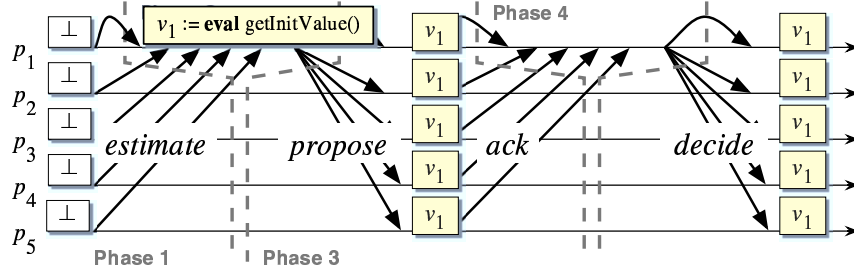 v1 := eval getInitValue()
Phase 4
p1 ⊥ v1 v1
p2 ⊥ v1 v1
p3 ⊥ v1 v1
estimate propose ack decide
p4 ⊥ v1 v1
p5 ⊥ v1 v1
Phase 1 Phase 3